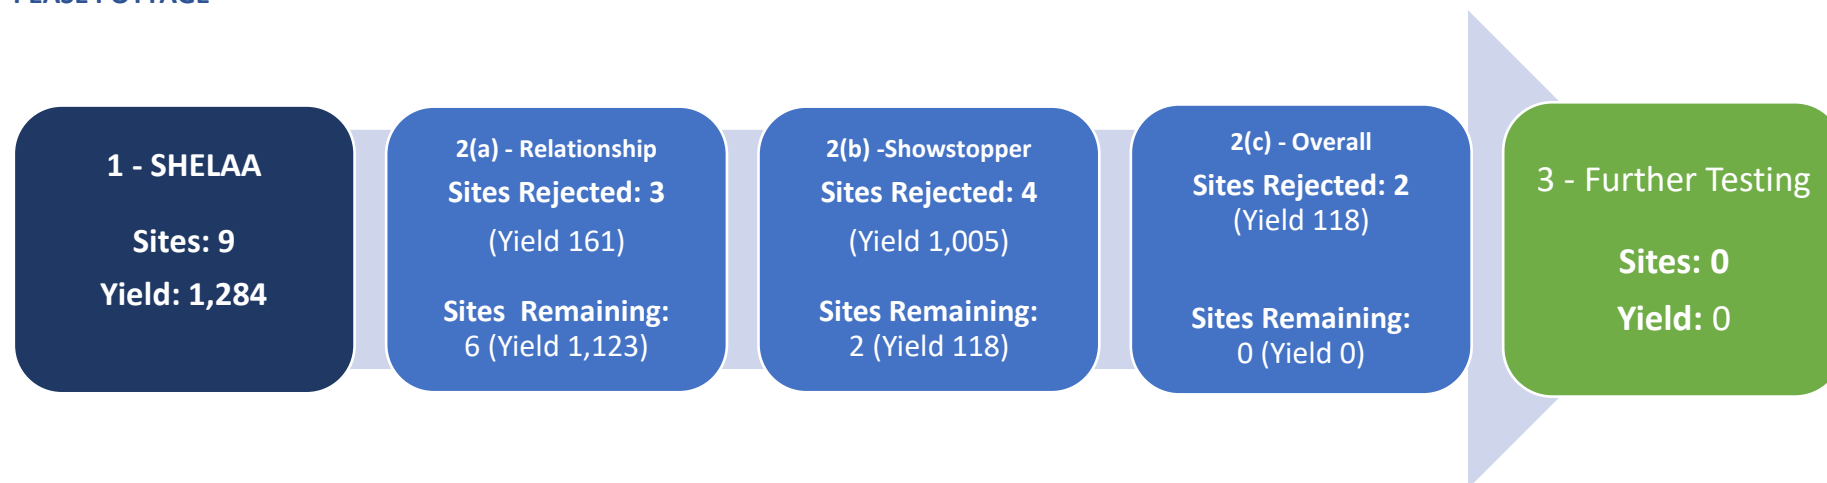 1 - SHELAA
Sites: 9
Yield: 1,284
2(a) - Relationship
Sites Rejected: 3
(Yield 161)
Sites Remaining:
6 (Yield 1,123)
2(b) -Showstopper
Sites Rejected: 4
(Yield 1,005)
Sites Remaining:
2 (Yield 118)
2(c) - Overall
Sites Rejected: 2
(Yield 118)
Sites Remaining:
0 (Yield 0)
3 - Further Testing
Sites: 0
Yield: 0